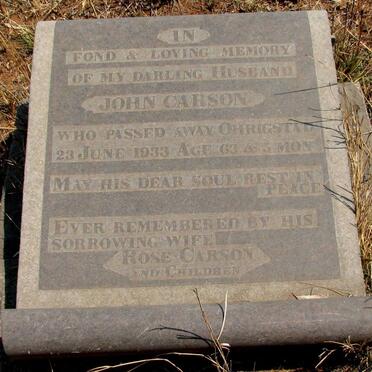 IN
FOND & LOVING MEMORY
OF MY DARLING HUSBAND
JOHN CARSON
WHO PASSED AWAY OHRIGSTAD
23 JUNE 1933 AGE 63 & 5 MON
MAY HIS DEAR SOUL REST IN
PEACE
EVER REMEMBERED BY HIS
SORROWING WIFE
ROSE CARSON
AND CHILDREN